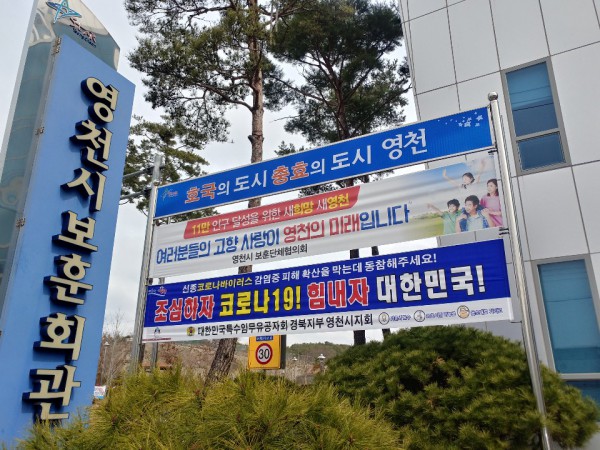 영천시보훈회관
호국의 도시 충효의 도시 영천
11만 인구 달성을 위한 새희망 새영천
여러분들의 고향 사랑이 영천의 미래입니다
영천시 보훈단체협의회
신종코로나바이러스 감염증 피해 확산을 막는데 동참해주세요!
조심하자 코로나19! 힘내자 대한민국!
대한민국특수임무유공자회 경북지부 영천시지회
30